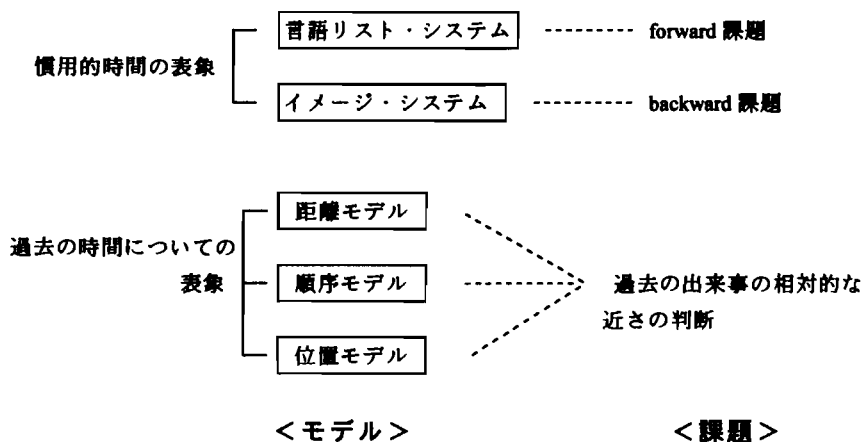 言語リスト・システム
forward 課題
慣用的時間の表象
イメージ・システム
backward 課題
距離モデル
過去の時間についての
表象
順序モデル
過去の出来事の相対的な
近さの判断
位置モデル
＜モデル＞
＜課題＞